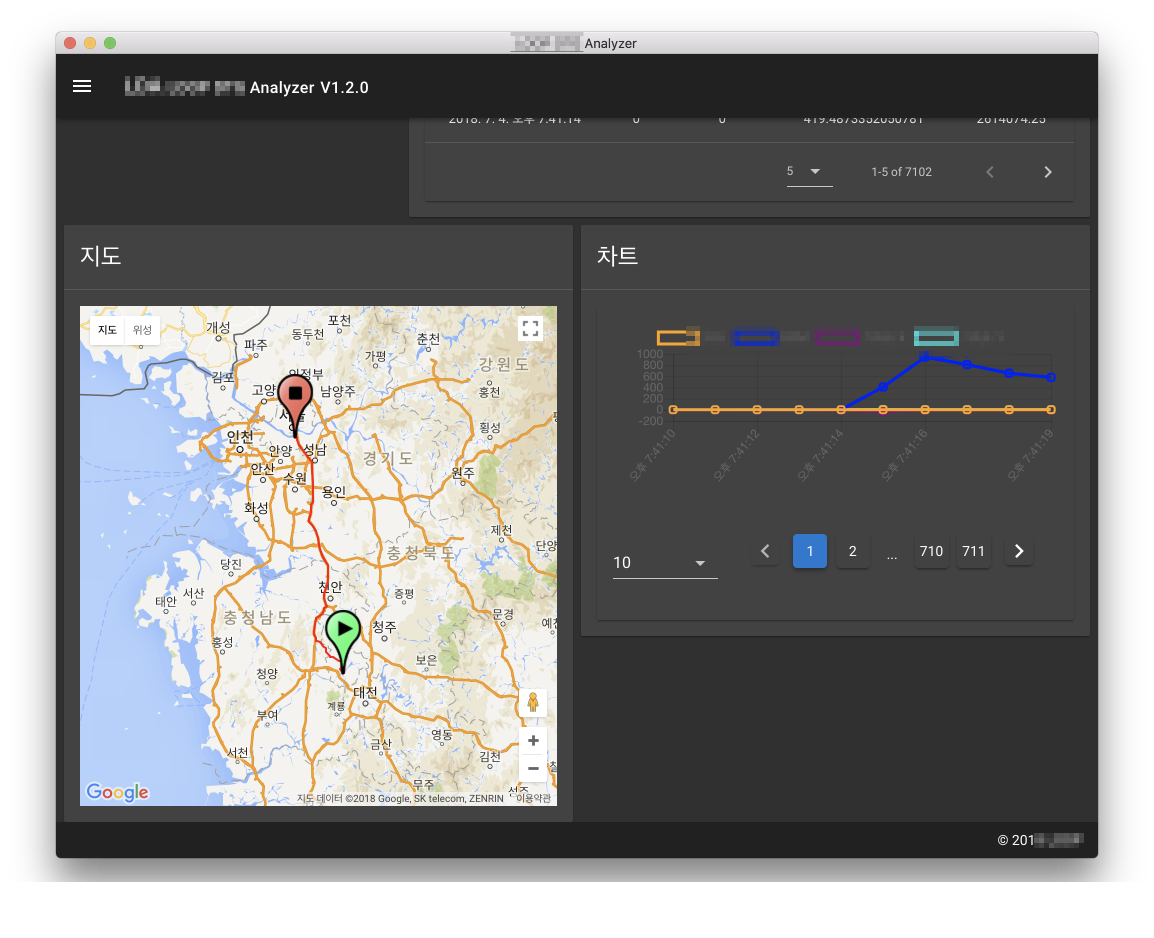 Analyzer
Analyzer V1.2.0
2018. 7. 4. 오후 7:41:14 0 0 419.4873352050781 2614074.25
5 1-5 of 7102
지도
차트
지도 위성
개성
동두천
포천
파주
춘천
가평
강원도
김포
의정부
고양
남양주
홍천
서울
횡성
인천
안양
성남
경기도
안산
수원
원주
용인
화성
제천
충청북도
단양
당진
천안
증평
서산
태안
충청남도
문경
청주
홍성
보은
청양
대전
계룡
부여
영동
금산
서천
김천
무주
Google
지도 데이터 ©2018 Google, SK telecom, ZENRIN 이용약관
1000
800
600
400
200
0
-200
오후 7:41:10
오후 7:41:12
오후 7:41:14
오후 7:41:16
오후 7:41:19
10
1 2 ... 710 711
© 201